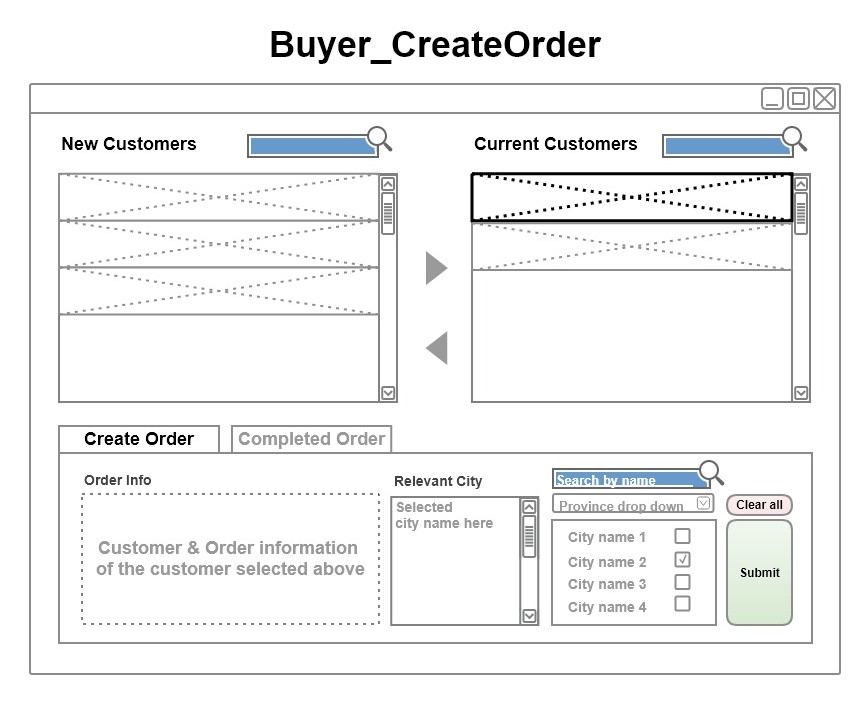 Buyer_CreateOrder
New Customers
Current Customers
Create Order
Completed Order
Order Info
Customer & Order information
of the customer selected above
Relevant City
Selected
city name here
Search by name
Province drop down
City name 1
City name 2
City name 3
City name 4
Clear all
Submit